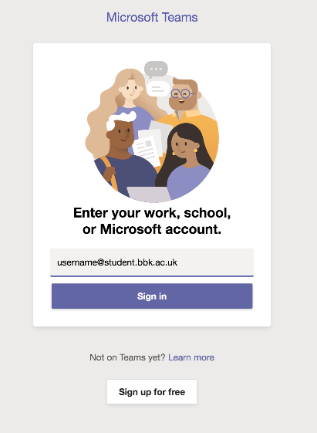 Microsoft Teams
Enter your work, school,
or Microsoft account.
username@student.bbk.ac.uk
Sign in
Not on Teams yet? Learn more
Sign up for free